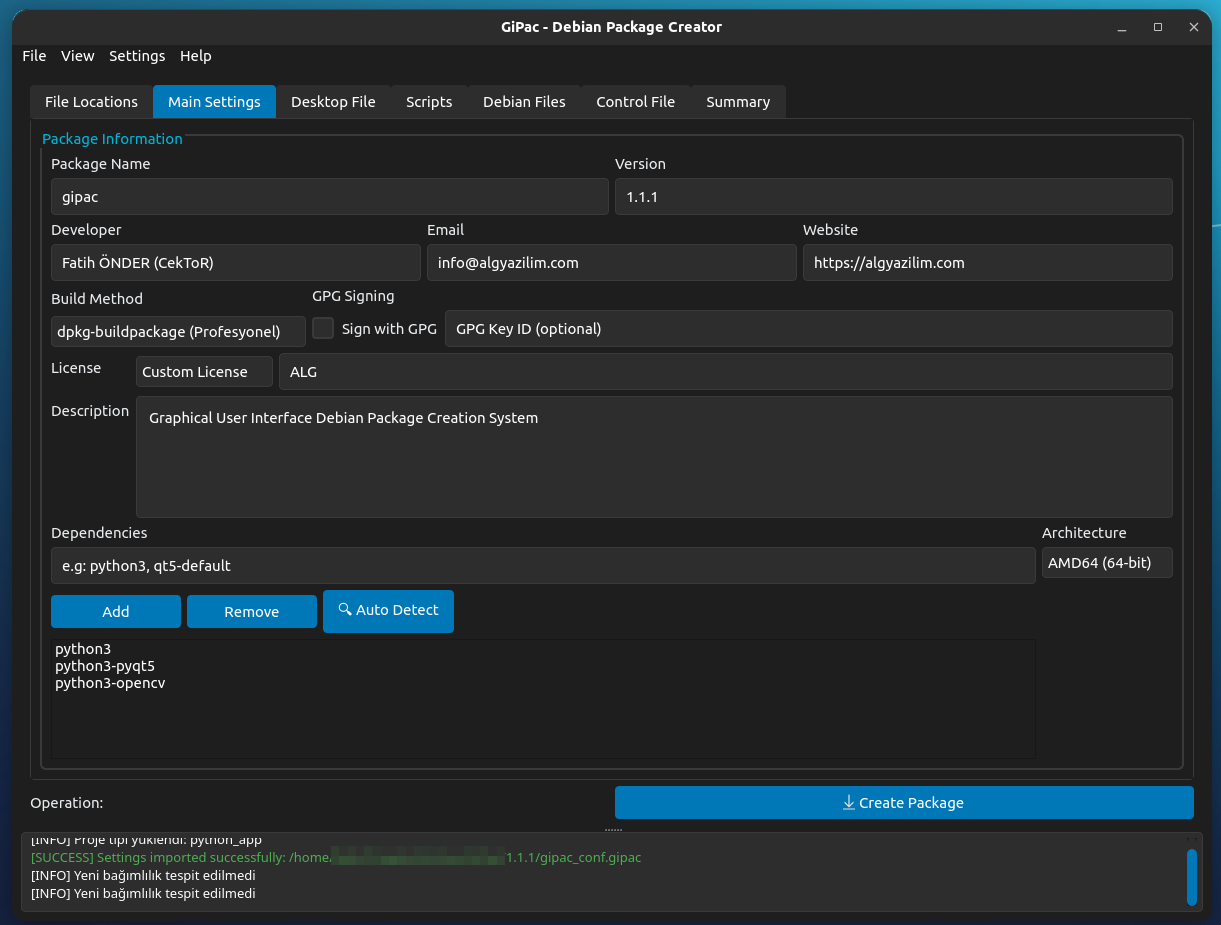 GiPac - Debian Package Creator
File View Settings Help
File Locations Main Settings Desktop File Scripts Debian Files Control File Summary
Package Information
Package Name Version
gipac 1.1.1
Developer Email Website
Fatih ÖNDER (CekToR) info@algyazilim.com https://algyazilim.com
Build Method GPG Signing
dpkg-buildpackage (Profesyonel) Sign with GPG GPG Key ID (optional)
License Custom License ALG
Description Graphical User Interface Debian Package Creation System
Dependencies Architecture
e.g: python3, qt5-default AMD64 (64-bit)
Add Remove Auto Detect
python3
python3-pyqt5
python3-opencv
Operation: Create Package
[INFO] Proje tipi yüklendi: python_app
[SUCCESS] Settings imported successfully: /home/ 1.1.1/gipac_conf.gipac
[INFO] Yeni bağımlılık tespit edilmedi
[INFO] Yeni bağımlılık tespit edilmedi